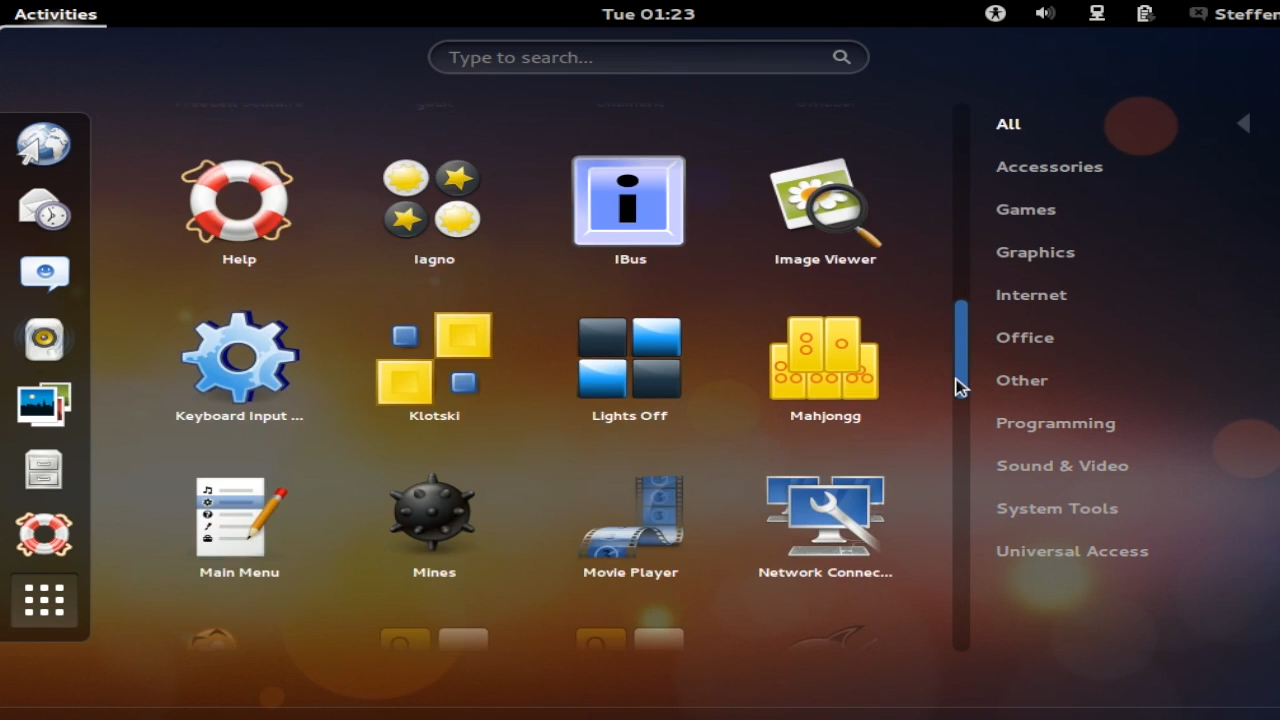 Activities
Tue 01:23
Steffen
Type to search...
Help
Iagno
IBus
Image Viewer
Keyboard Input ...
Klotski
Lights Off
Mahjongg
Main Menu
Mines
Movie Player
Network Connec...
All
Accessories
Games
Graphics
Internet
Office
Other
Programming
Sound & Video
System Tools
Universal Access